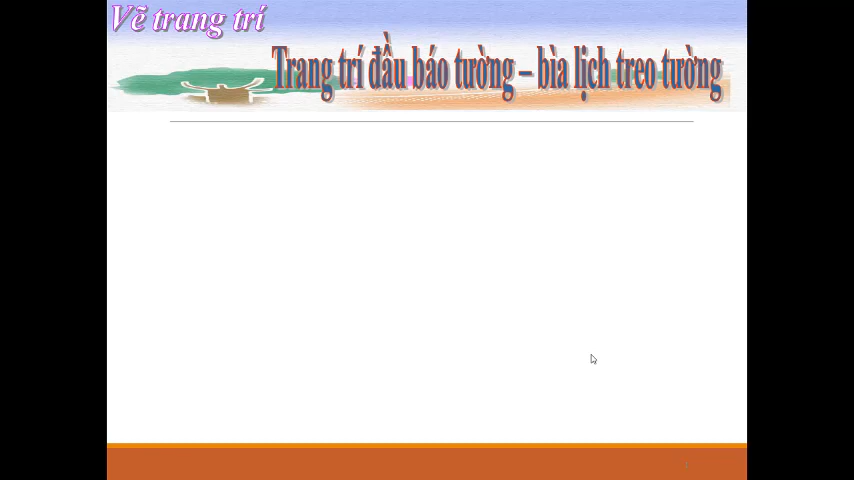 Vẽ trang trí
Trang trí đầu báo tường – bìa lịch treo tường